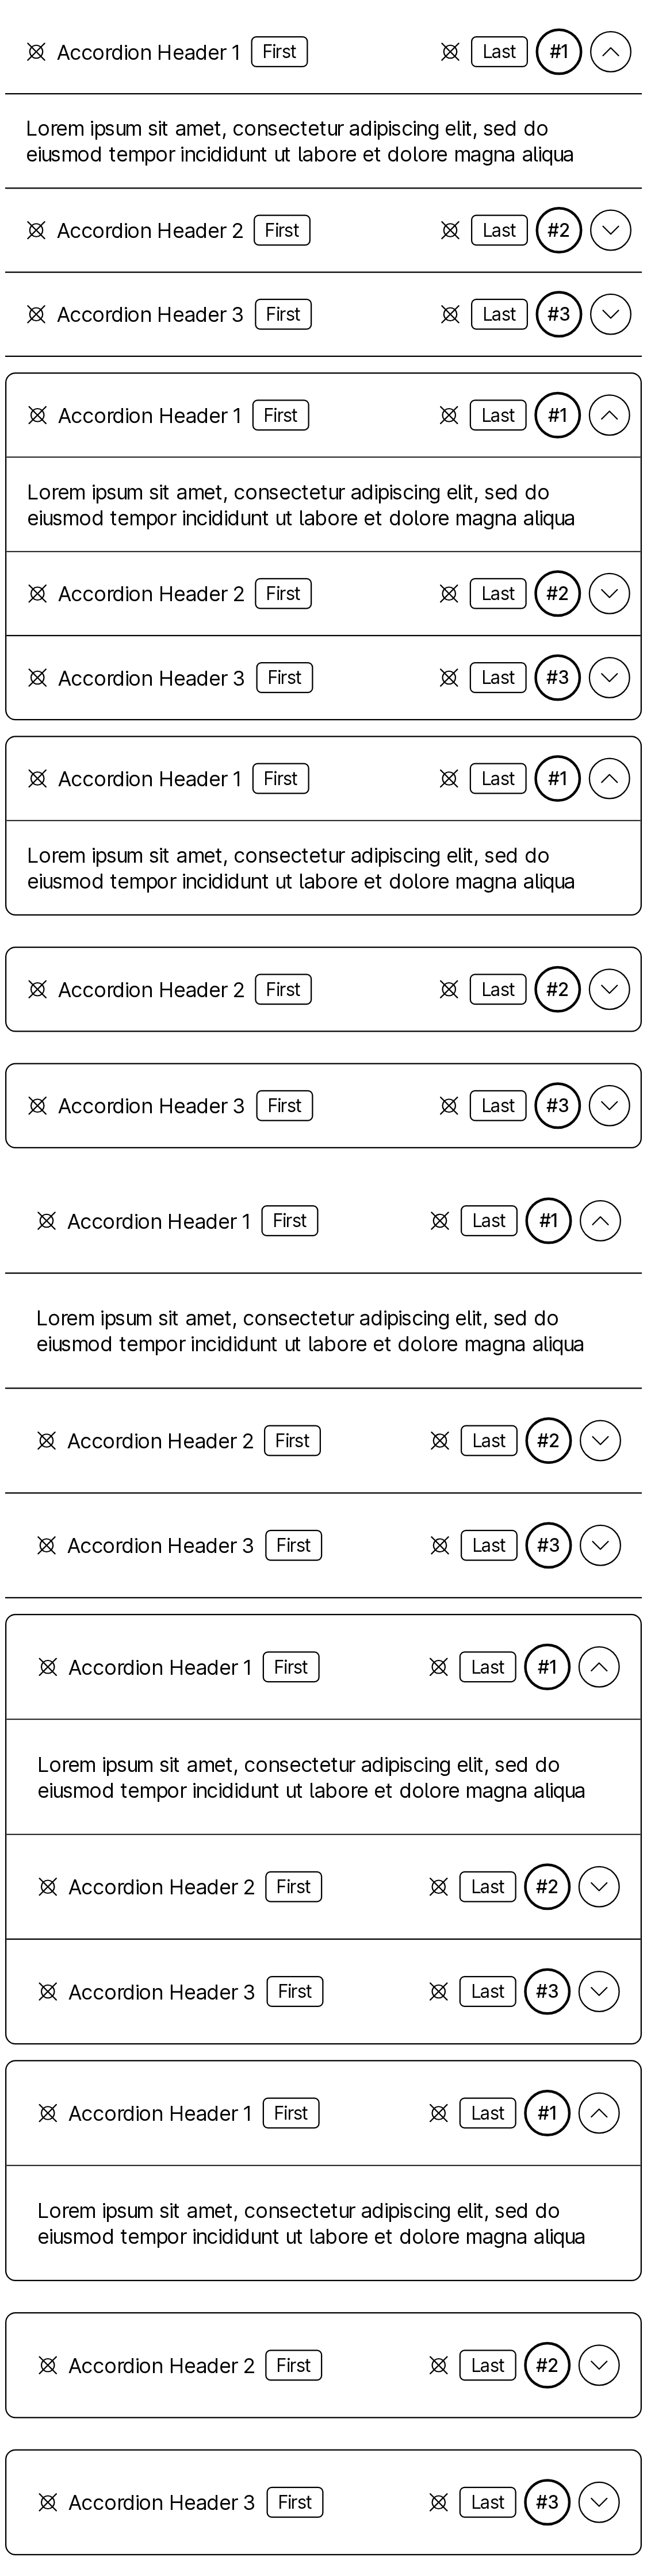 Accordion Header 1 First Last #1
Lorem ipsum sit amet, consectetur adipiscing elit, sed do
eiusmod tempor incididunt ut labore et dolore magna aliqua
Accordion Header 2 First Last #2
Accordion Header 3 First Last #3
Accordion Header 1 First Last #1
Lorem ipsum sit amet, consectetur adipiscing elit, sed do
eiusmod tempor incididunt ut labore et dolore magna aliqua
Accordion Header 2 First Last #2
Accordion Header 3 First Last #3
Accordion Header 1 First Last #1
Lorem ipsum sit amet, consectetur adipiscing elit, sed do
eiusmod tempor incididunt ut labore et dolore magna aliqua
Accordion Header 2 First Last #2
Accordion Header 3 First Last #3
Accordion Header 1 First Last #1
Lorem ipsum sit amet, consectetur adipiscing elit, sed do
eiusmod tempor incididunt ut labore et dolore magna aliqua
Accordion Header 2 First Last #2
Accordion Header 3 First Last #3
Accordion Header 1 First Last #1
Lorem ipsum sit amet, consectetur adipiscing elit, sed do
eiusmod tempor incididunt ut labore et dolore magna aliqua
Accordion Header 2 First Last #2
Accordion Header 3 First Last #3
Accordion Header 1 First Last #1
Lorem ipsum sit amet, consectetur adipiscing elit, sed do
eiusmod tempor incididunt ut labore et dolore magna aliqua
Accordion Header 2 First Last #2
Accordion Header 3 First Last #3